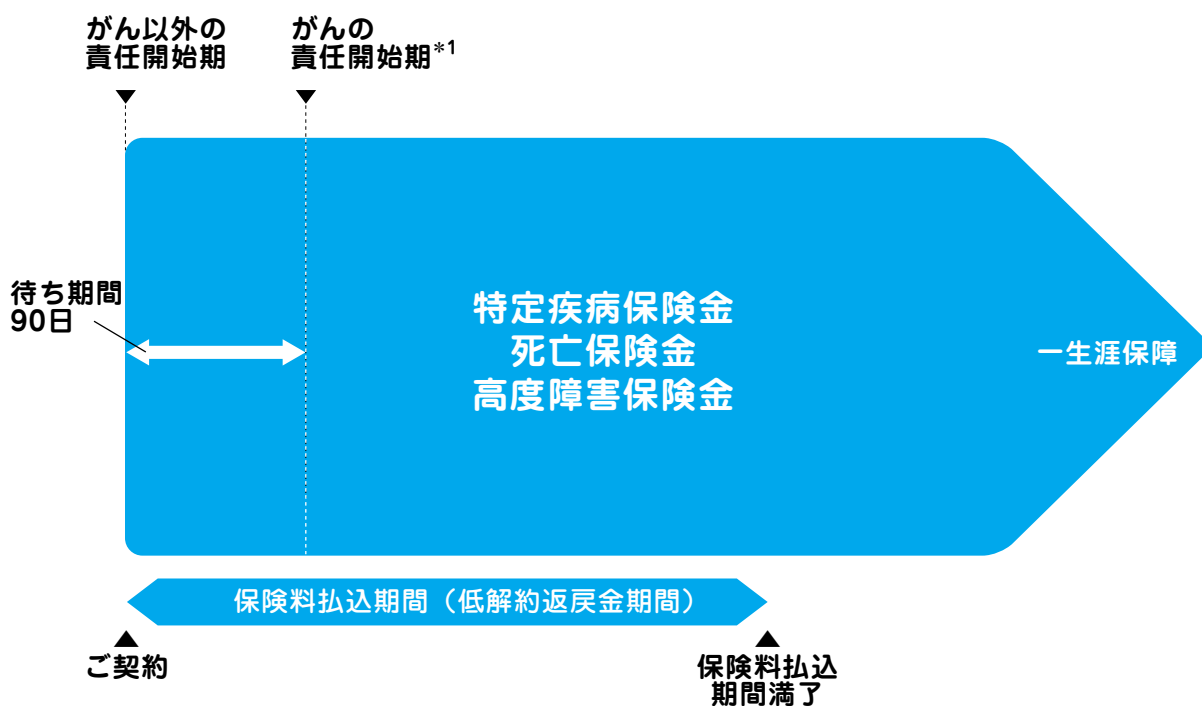 がん以外の
責任開始期
がんの
責任開始期*1
待ち期間
90日
特定疾病保険金
死亡保険金
高度障害保険金
一生涯保障
保険料払込期間（低解約返戻金期間）
ご契約
保険料払込
期間満了